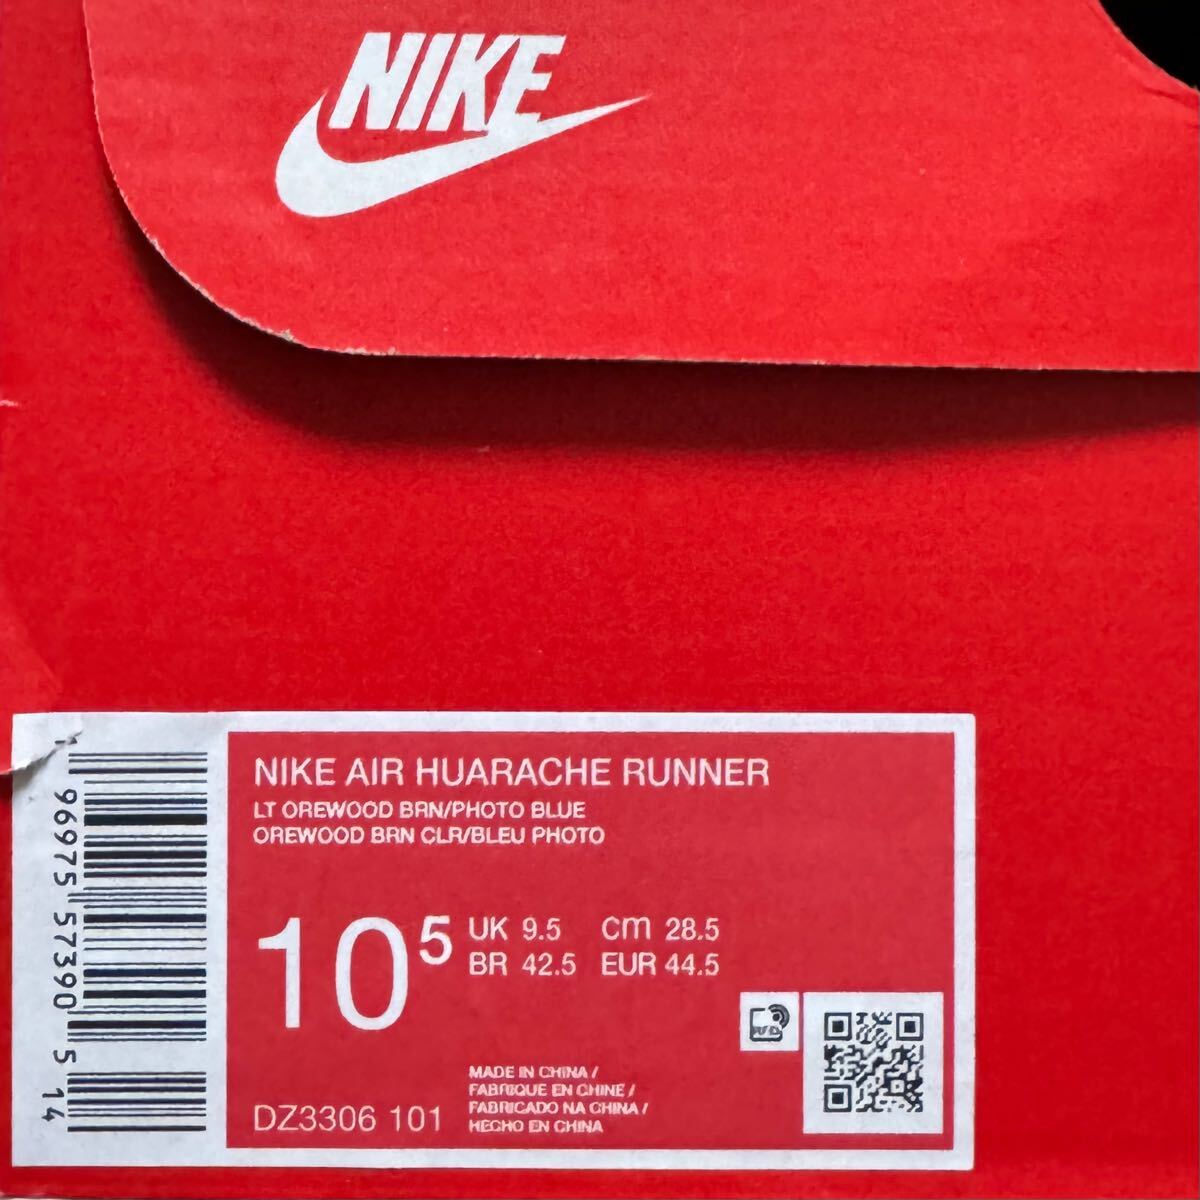 NIKE
NIKE AIR HUARACHE RUNNER
LT OREWOOD BRN/PHOTO BLUE
OREWOOD BRN CLR/BLEU PHOTO
10⁵
UK 9.5 cm 28.5
BR 42.5 EUR 44.5
MADE IN CHINA /
FABRIQUE EN CHINE /
FABRICADO NA CHINA /
HECHO EN CHINA
DZ3306 101
96975 57390 5 14